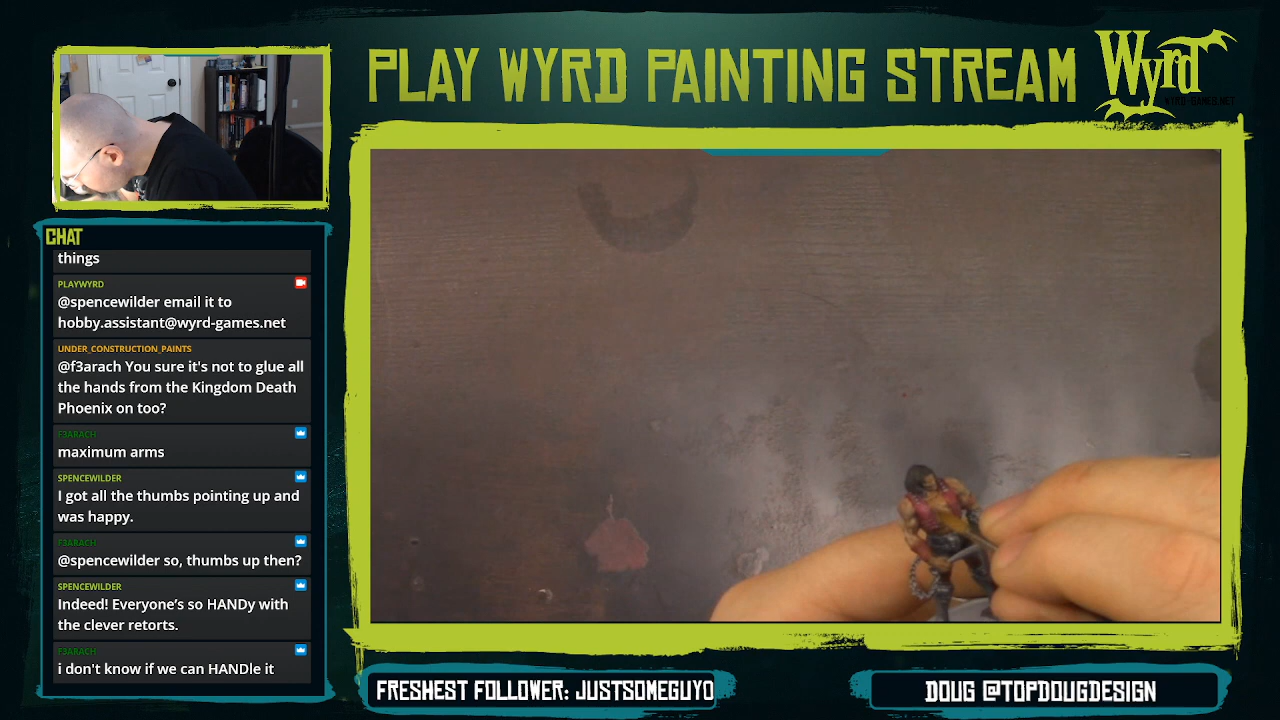 PLAY WYRD PAINTING STREAM
Wyrd
WYRD-GAMES.NET
CHAT
things
PLAYWYRD
@spencewilder email it to
hobby.assistant@wyrd-games.net
UNDER_CONSTRUCTION_PAINTS
@f3arach You sure it's not to glue all
the hands from the Kingdom Death
Phoenix on too?
F3ARACH
maximum arms
SPENCEWILDER
I got all the thumbs pointing up and
was happy.
F3ARACH
@spencewilder so, thumbs up then?
SPENCEWILDER
Indeed! Everyone’s so HANDy with
the clever retorts.
F3ARACH
i don't know if we can HANDle it
FRESHEST FOLLOWER: JUSTSOMEGUYO
DOUG @TOPDOUGDESIGN